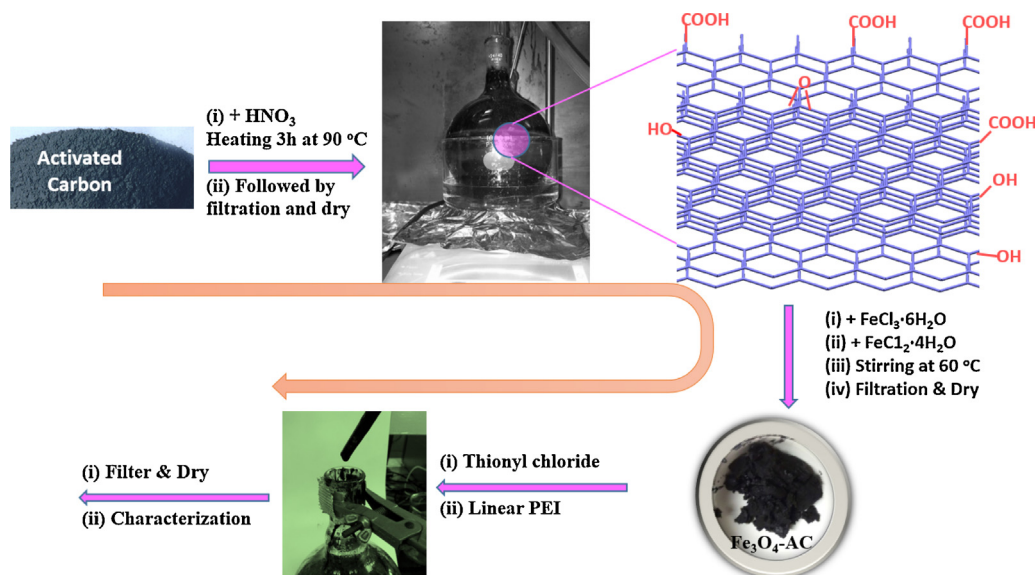 Activated
Carbon
(i) + HNO₃
Heating 3h at 90 °C
(ii) Followed by
filtration and dry
COOH
COOH
COOH
O
HO
COOH
OH
OH
(i) + FeCl₃·6H₂O
(ii) + FeC1₂·4H₂O
(iii) Stirring at 60 °C
(iv) Filtration & Dry
Fe₃O₄-AC
(i) Thionyl chloride
(ii) Linear PEI
(i) Filter & Dry
(ii) Characterization